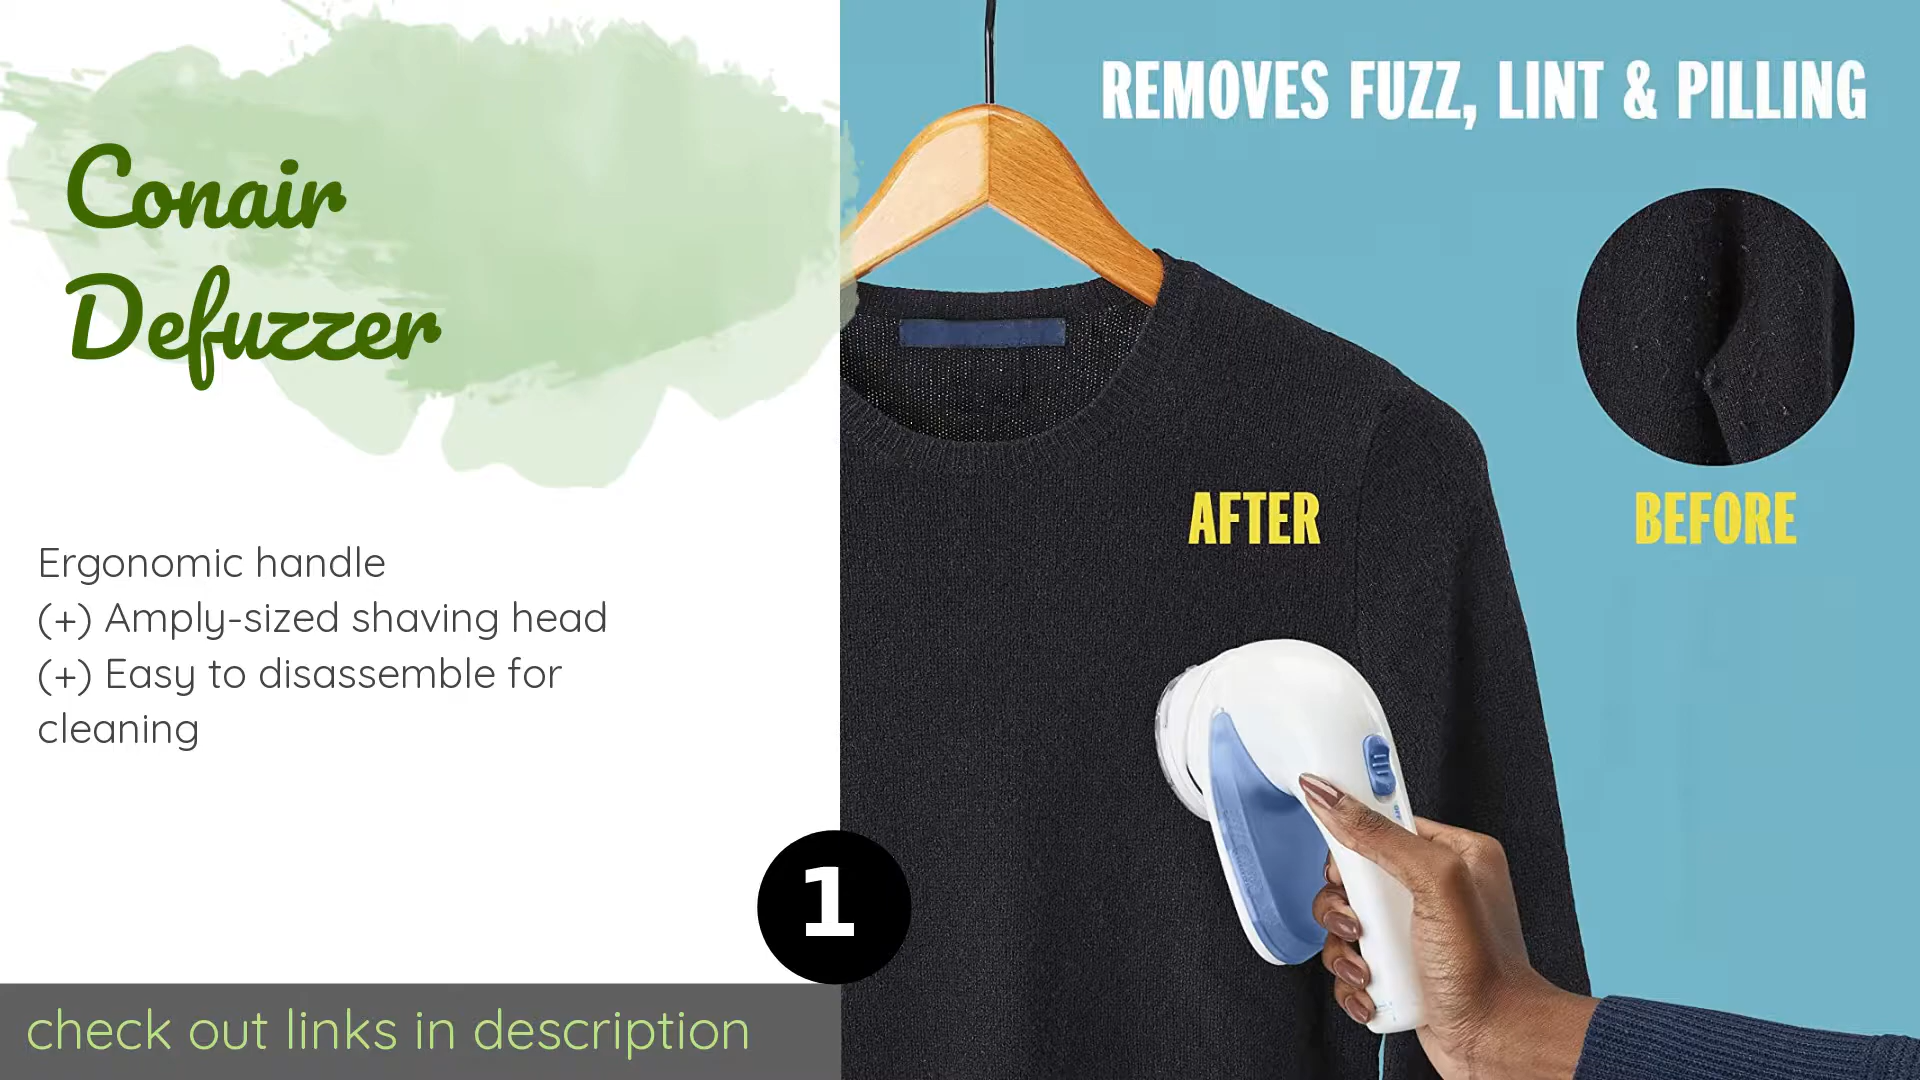 Conair
Defuzzer
Ergonomic handle
(+) Amply-sized shaving head
(+) Easy to disassemble for
cleaning
1
check out links in description
REMOVES FUZZ, LINT & PILLING
AFTER
BEFORE